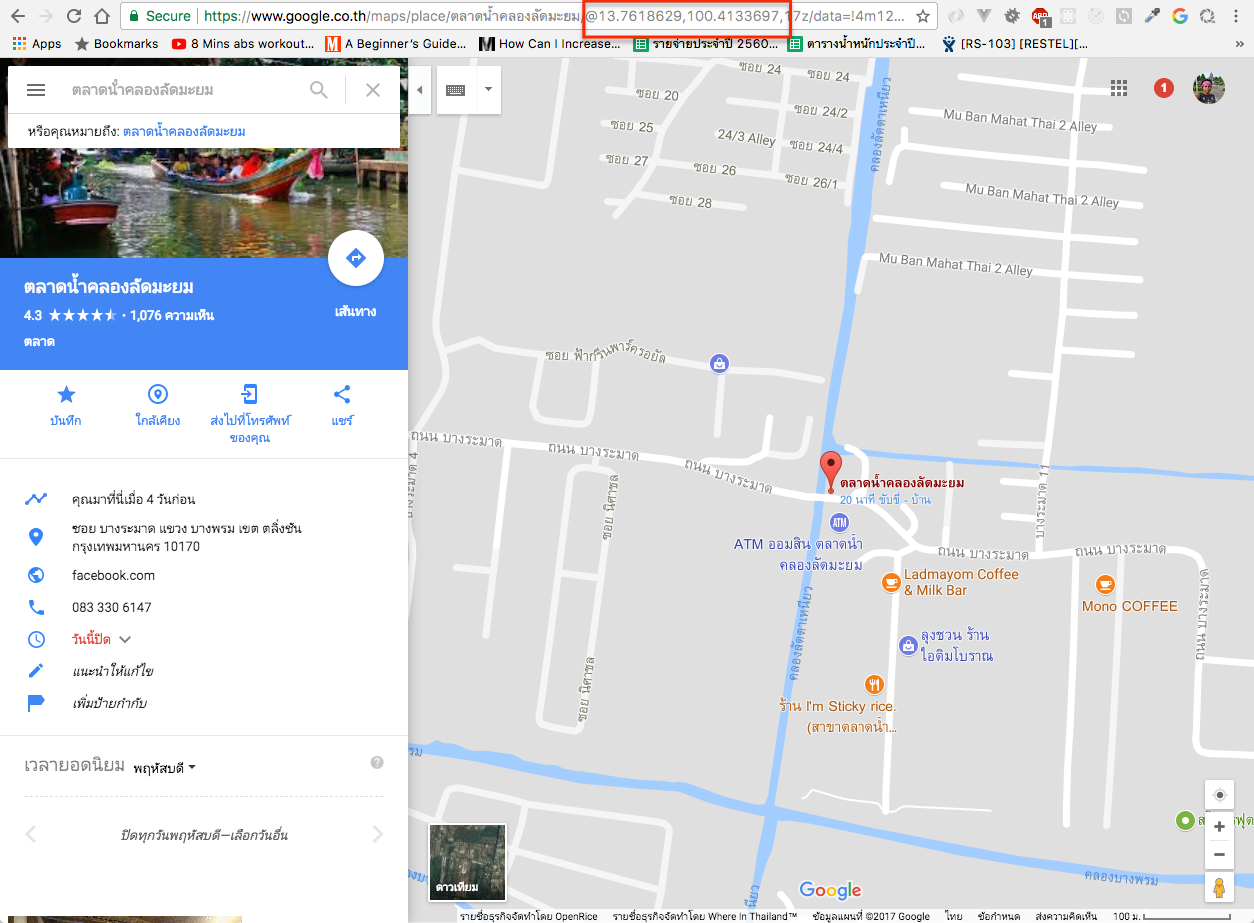 Secure https://www.google.co.th/maps/place/ตลาดน้ำคลองลัดมะยม,@13.7618629,100.4133697,17z/data=!4m12...
Apps Bookmarks 8 Mins abs workout... A Beginner's Guide... How Can I Increase... รายจ่ายประจำปี 2560... ตารางน้ำหนักประจำปี... [RS-103] [RESTEL][... »
ตลาดน้ำคลองลัดมะยม
หรือคุณหมายถึง: ตลาดน้ำคลองลัดมะยม
ตลาดน้ำคลองลัดมะยม
4.3 · 1,076 ความเห็น
ตลาด
เส้นทาง
บันทึก
ใกล้เคียง
ส่งไปที่โทรศัพท์
ของคุณ
แชร์
คุณมาที่นี่เมื่อ 4 วันก่อน
ซอย บางระมาด แขวง บางพรม เขต ตลิ่งชัน
กรุงเทพมหานคร 10170
facebook.com
083 330 6147
วันนี้ปิด
แนะนำให้แก้ไข
เพิ่มป้ายกำกับ
เวลายอดนิยม พฤหัสบดี
ปิดทุกวันพฤหัสบดี—เลือกวันอื่น
1
ซอย 24
ซอย 24
ซอย 20
ซอย 24/2
ซอย 25
24/3 Alley
ซอย 24/4
ซอย 27
ซอย 26
ซอย 26/1
ซอย 28
คลองลัดตาเหนียว
Mu Ban Mahat Thai 2 Alley
Mu Ban Mahat Thai 2 Alley
Mu Ban Mahat Thai 2 Alley
ซอย ฟ้ากรีนพาร์ครอยัล
ถนน บางระมาด
ถนน บางระมาด
ถนน บางระมาด
ตลาดน้ำคลองลัดมะยม
20 นาที ขับขี่ - บ้าน
ATM
ATM ออมสิน ตลาดน้ำ
คลองลัดมะยม
ซอย นิศาชล
บางระมาด 11
ถนน บางระมาด
ถนน บางระมาด
Ladmayom Coffee
& Milk Bar
Mono COFFEE
ถนน บางระมาด
คลองลัดตาเหนียว
ลุงชวน ร้าน
ไอติมโบราณ
ซอย นิศาชล
ร้าน I'm Sticky rice.
(สาขาตลาดน้ำ...
คลองบางพรม
ดาวเทียม
Google
รายชื่อธุรกิจจัดทำโดย OpenRice รายชื่อธุรกิจจัดทำโดย Where in Thailand™ ข้อมูลแผนที่ ©2017 Google ไทย ข้อกำหนด ส่งความคิดเห็น 100 ม.